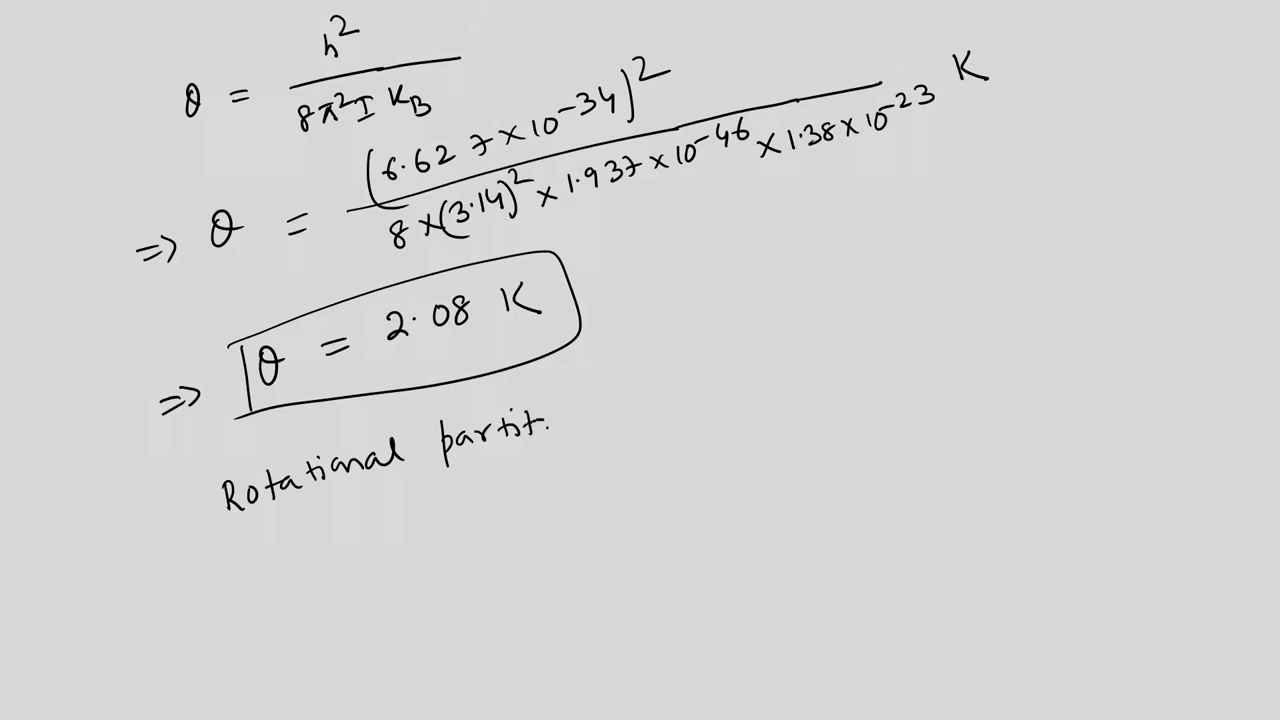 θ = h² / 8π²I K_B
=> θ = (6.627 × 10⁻³⁴)² / 8 × (3.14)² × 1.937 × 10⁻⁴⁶ × 1.38 × 10⁻²³ K
=> θ = 2.08 K
Rotational partit.